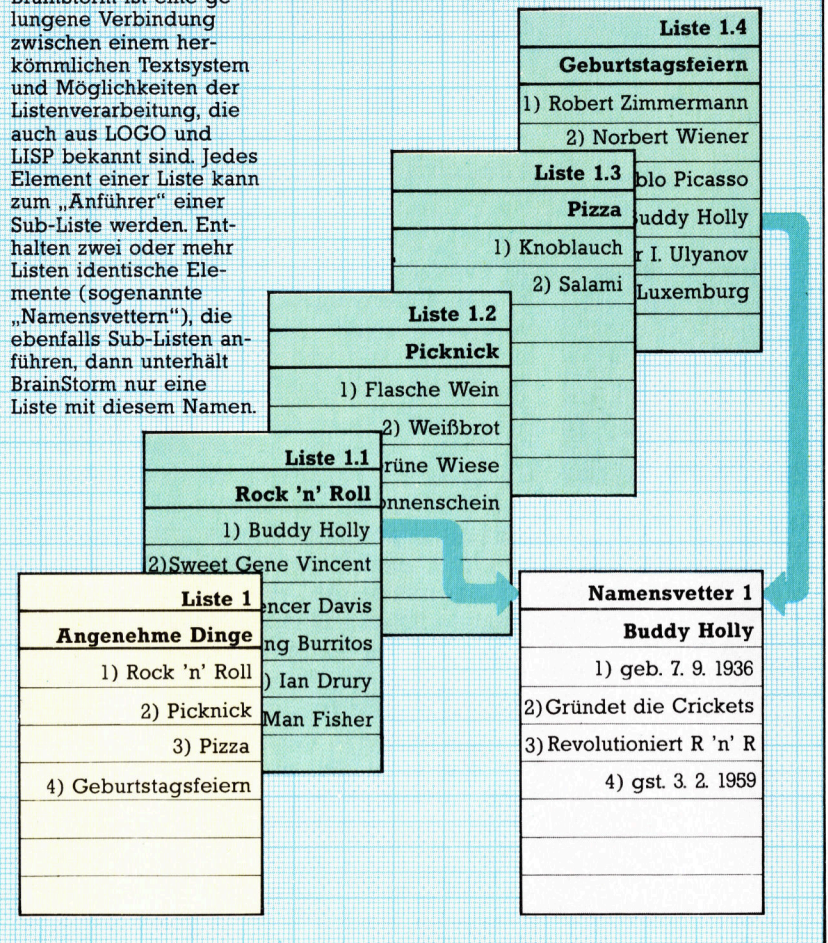 BrainStorm ist eine ge-
lungene Verbindung
zwischen einem her-
kömmlichen Textsystem
und Möglichkeiten der
Listenverarbeitung, die
auch aus LOGO und
LISP bekannt sind. Jedes
Element einer Liste kann
zum „Anführer" einer
Sub-Liste werden. Ent-
halten zwei oder mehr
Listen identische Ele-
mente (sogenannte
„Namensvettern"), die
ebenfalls Sub-Listen an-
führen, dann unterhält
BrainStorm nur eine
Liste mit diesem Namen.
Liste 1.4
Geburtstagsfeiern
1) Robert Zimmermann
2) Norbert Wiener
blo Picasso
uddy Holly
r I. Ulyanov
Luxemburg
Liste 1.3
Pizza
1) Knoblauch
2) Salami
Liste 1.2
Picknick
1) Flasche Wein
2) Weißbrot
rüne Wiese
onnenschein
Liste 1.1
Rock 'n' Roll
1) Buddy Holly
2)Sweet Gene Vincent
encer Davis
ng Burritos
) Ian Drury
Man Fisher
Liste 1
Angenehme Dinge
1) Rock 'n' Roll
2) Picknick
3) Pizza
4) Geburtstagsfeiern
Namensvetter 1
Buddy Holly
1) geb. 7. 9. 1936
2)Gründet die Crickets
3)Revolutioniert R 'n' R
4) gst. 3. 2. 1959